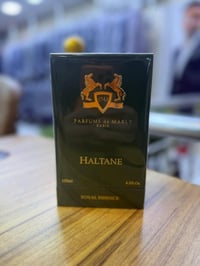 PARFUMS de MARLY
PARIS
HALTANE
125ml 4.2Fl.Oz
ROYAL ESSENCE